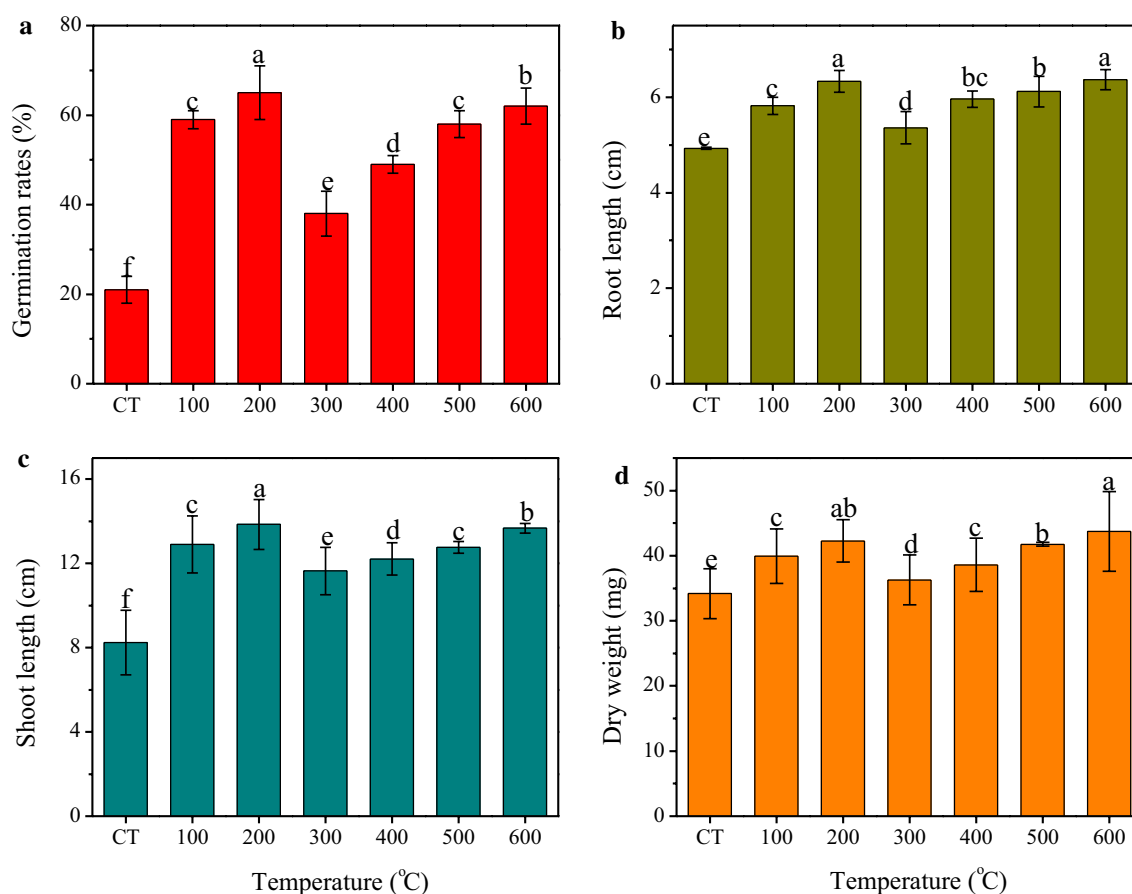 a
Germination rates (%)
80
60
40
20
0
f
c
a
e
d
c
b
CT 100 200 300 400 500 600
b
Root length (cm)
6
4
2
0
e
c
a
d
bc
b
a
CT 100 200 300 400 500 600
c
Shoot length (cm)
16
12
8
4
0
f
c
a
e
d
c
b
CT 100 200 300 400 500 600
Temperature (°C)
d
Dry weight (mg)
50
40
30
20
10
0
e
c
ab
d
c
b
a
CT 100 200 300 400 500 600
Temperature (°C)